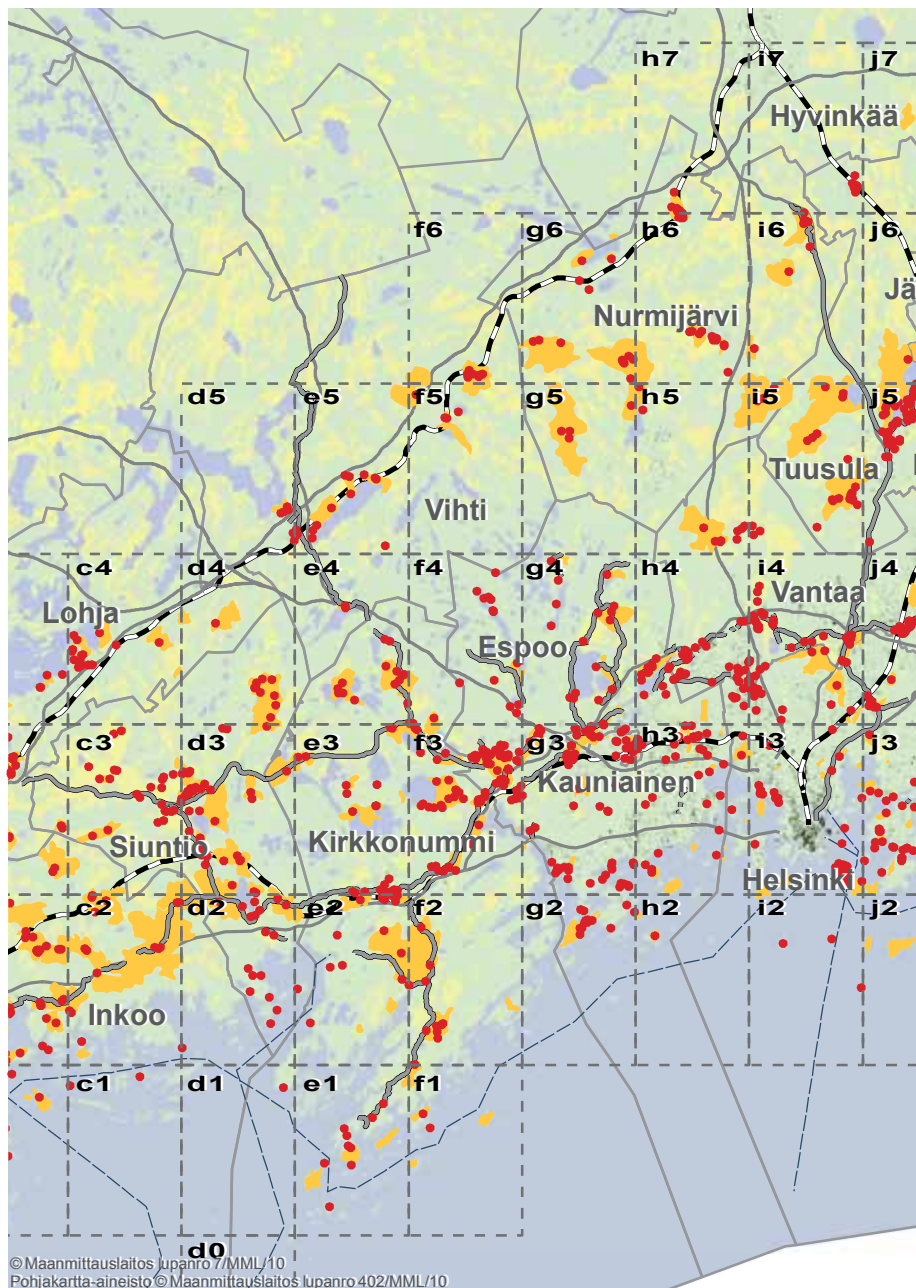 h7 i7 j7
Hyvinkää
f6 g6 h6 i6 j6
Jä
Nurmijärvi
d5 e5 f5 g5 h5 i5 j5
Tuusula
Vihti
c4 d4 e4 f4 g4 h4 i4 j4
Vantaa
Lohja
Espoo
c3 d3 e3 f3 g3 h3 i3 j3
Kauniainen
Siuntio Kirkkonummi
Helsinki
c2 d2 e2 f2 g2 h2 i2 j2
Inkoo
c1 d1 e1 f1
d0
© Maanmittauslaitos lupanro 7/MML/10
Pohjakartta-aineisto © Maanmittauslaitos lupanro 402/MML/10